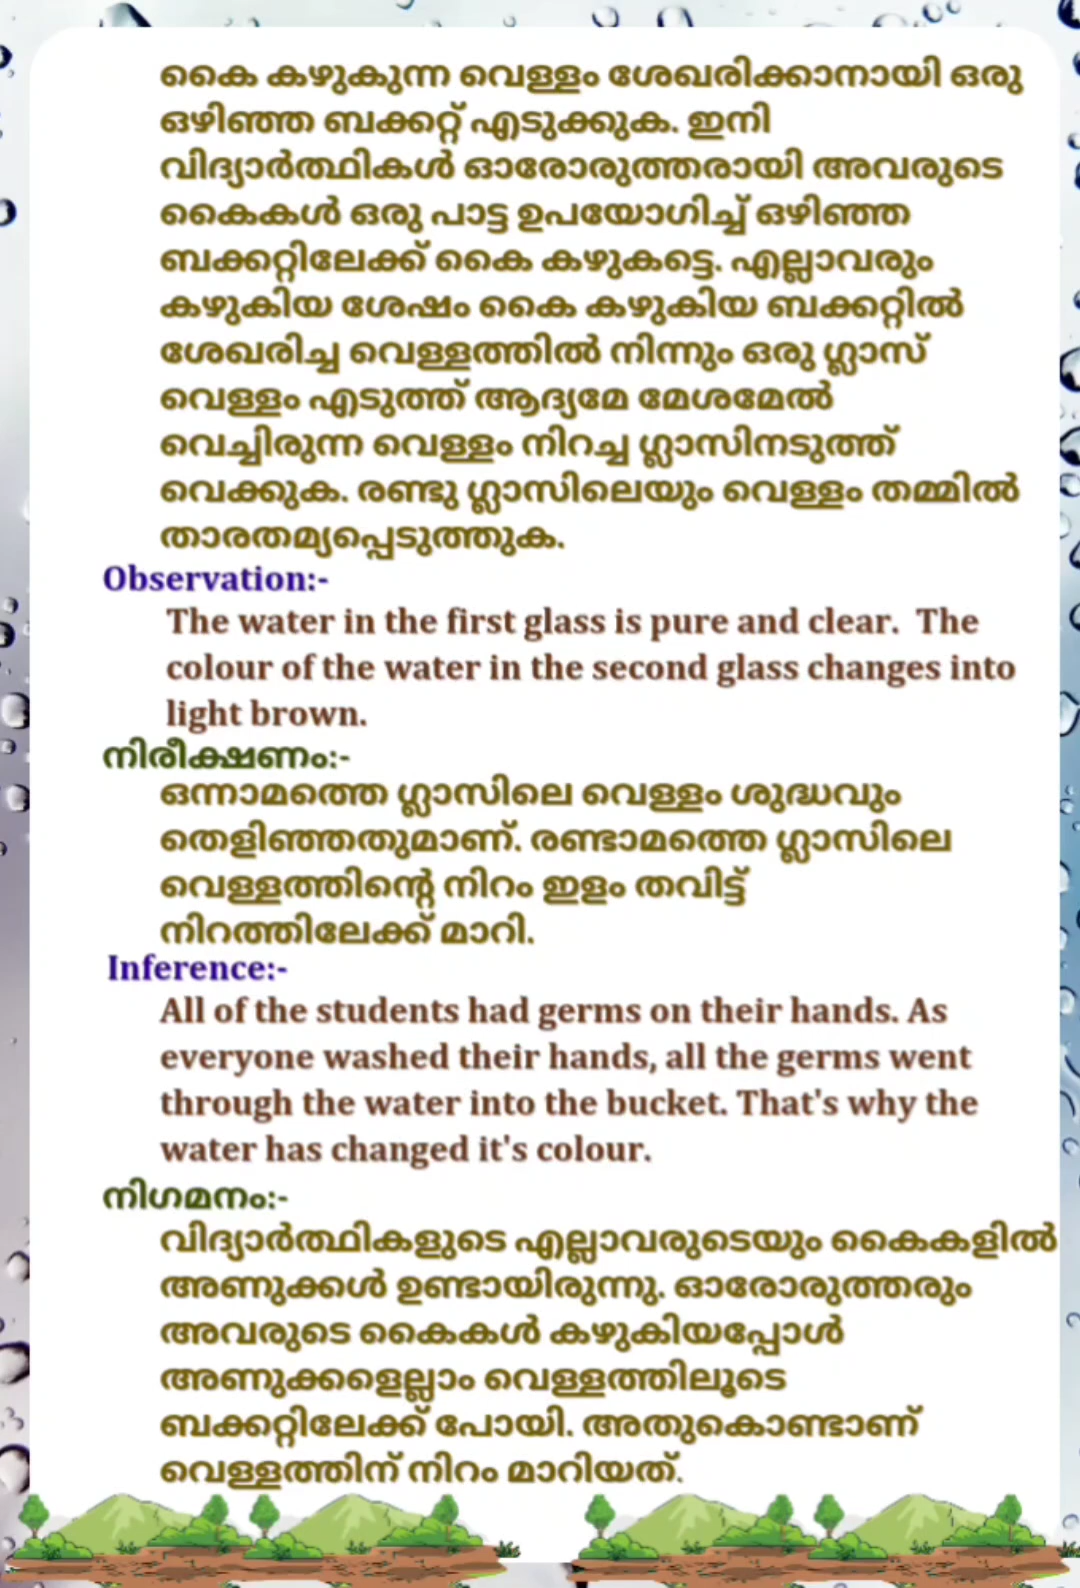 കൈ കഴുകുന്ന വെള്ളം ശേഖരിക്കാനായി ഒരു
ഒഴിഞ്ഞ ബക്കറ്റ് എടുക്കുക. ഇനി
വിദ്യാർത്ഥികൾ ഓരോരുത്തരായി അവരുടെ
കൈകൾ ഒരു പാട്ട ഉപയോഗിച്ച് ഒഴിഞ്ഞ
ബക്കറ്റിലേക്ക് കൈ കഴുകട്ടെ. എല്ലാവരും
കഴുകിയ ശേഷം കൈ കഴുകിയ ബക്കറ്റിൽ
ശേഖരിച്ച വെള്ളത്തിൽ നിന്നും ഒരു ഗ്ലാസ്
വെള്ളം എടുത്ത് ആദ്യമേ മേശമേൽ
വെച്ചിരുന്ന വെള്ളം നിറച്ച ഗ്ലാസിനടുത്ത്
വെക്കുക. രണ്ടു ഗ്ലാസിലെയും വെള്ളം തമ്മിൽ
താരതമ്യപ്പെടുത്തുക.
Observation:-
The water in the first glass is pure and clear.  The
colour of the water in the second glass changes into
light brown.
നിരീക്ഷണം:-
ഒന്നാമത്തെ ഗ്ലാസിലെ വെള്ളം ശുദ്ധവും
തെളിഞ്ഞതുമാണ്. രണ്ടാമത്തെ ഗ്ലാസിലെ
വെള്ളത്തിന്റെ നിറം ഇളം തവിട്ട്
നിറത്തിലേക്ക് മാറി.
Inference:-
All of the students had germs on their hands. As
everyone washed their hands, all the germs went
through the water into the bucket. That's why the
water has changed it's colour.
നിഗമനം:-
വിദ്യാർത്ഥികളുടെ എല്ലാവരുടെയും കൈകളിൽ
അണുക്കൾ ഉണ്ടായിരുന്നു. ഓരോരുത്തരും
അവരുടെ കൈകൾ കഴുകിയപ്പോൾ
അണുക്കളെല്ലാം വെള്ളത്തിലൂടെ
ബക്കറ്റിലേക്ക് പോയി. അതുകൊണ്ടാണ്
വെള്ളത്തിന് നിറം മാറിയത്.